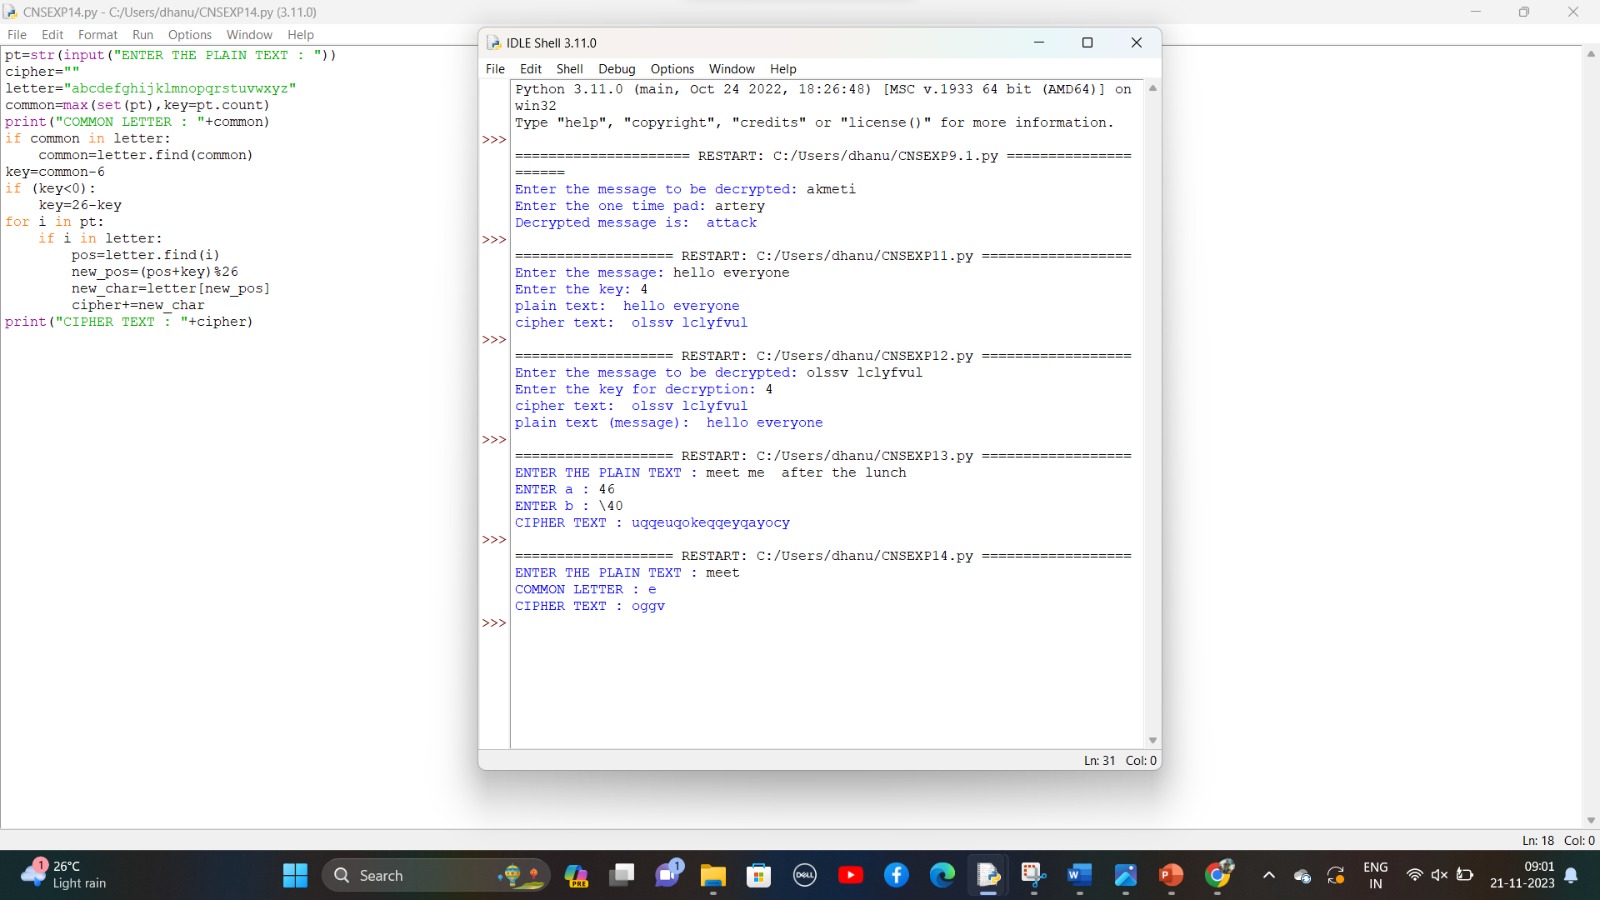 CNSEXP14.py - C:/Users/dhanu/CNSEXP14.py (3.11.0)
File Edit Format Run Options Window Help
pt=str(input("ENTER THE PLAIN TEXT : "))
cipher=""
letter="abcdefghijklmnopqrstuvwxyz"
common=max(set(pt),key=pt.count)
print("COMMON LETTER : "+common)
if common in letter:
    common=letter.find(common)
key=common-6
if (key<0):
    key=26-key
for i in pt:
    if i in letter:
        pos=letter.find(i)
        new_pos=(pos+key)%26
        new_char=letter[new_pos]
        cipher+=new_char
print("CIPHER TEXT : "+cipher)
IDLE Shell 3.11.0
File Edit Shell Debug Options Window Help
Python 3.11.0 (main, Oct 24 2022, 18:26:48) [MSC v.1933 64 bit (AMD64)] on
win32
Type "help", "copyright", "credits" or "license()" for more information.
>>>
===================== RESTART: C:/Users/dhanu/CNSEXP9.1.py ===============
======
Enter the message to be decrypted: akmeti
Enter the one time pad: artery
Decrypted message is:  attack
>>>
=================== RESTART: C:/Users/dhanu/CNSEXP11.py ==================
Enter the message: hello everyone
Enter the key: 4
plain text:  hello everyone
cipher text:  olssv lclyfvul
>>>
=================== RESTART: C:/Users/dhanu/CNSEXP12.py ==================
Enter the message to be decrypted: olssv lclyfvul
Enter the key for decryption: 4
cipher text:  olssv lclyfvul
plain text (message):  hello everyone
>>>
=================== RESTART: C:/Users/dhanu/CNSEXP13.py ==================
ENTER THE PLAIN TEXT : meet me  after the lunch
ENTER a : 46
ENTER b : \40
CIPHER TEXT : uqqeuqokeqqeyqayocy
>>>
=================== RESTART: C:/Users/dhanu/CNSEXP14.py ==================
ENTER THE PLAIN TEXT : meet
COMMON LETTER : e
CIPHER TEXT : oggv
>>>
Ln: 31 Col: 0
Ln: 18 Col: 0
1
26°C
Light rain
Search
PRE
1
DELL
ENG
IN
09:01
21-11-2023